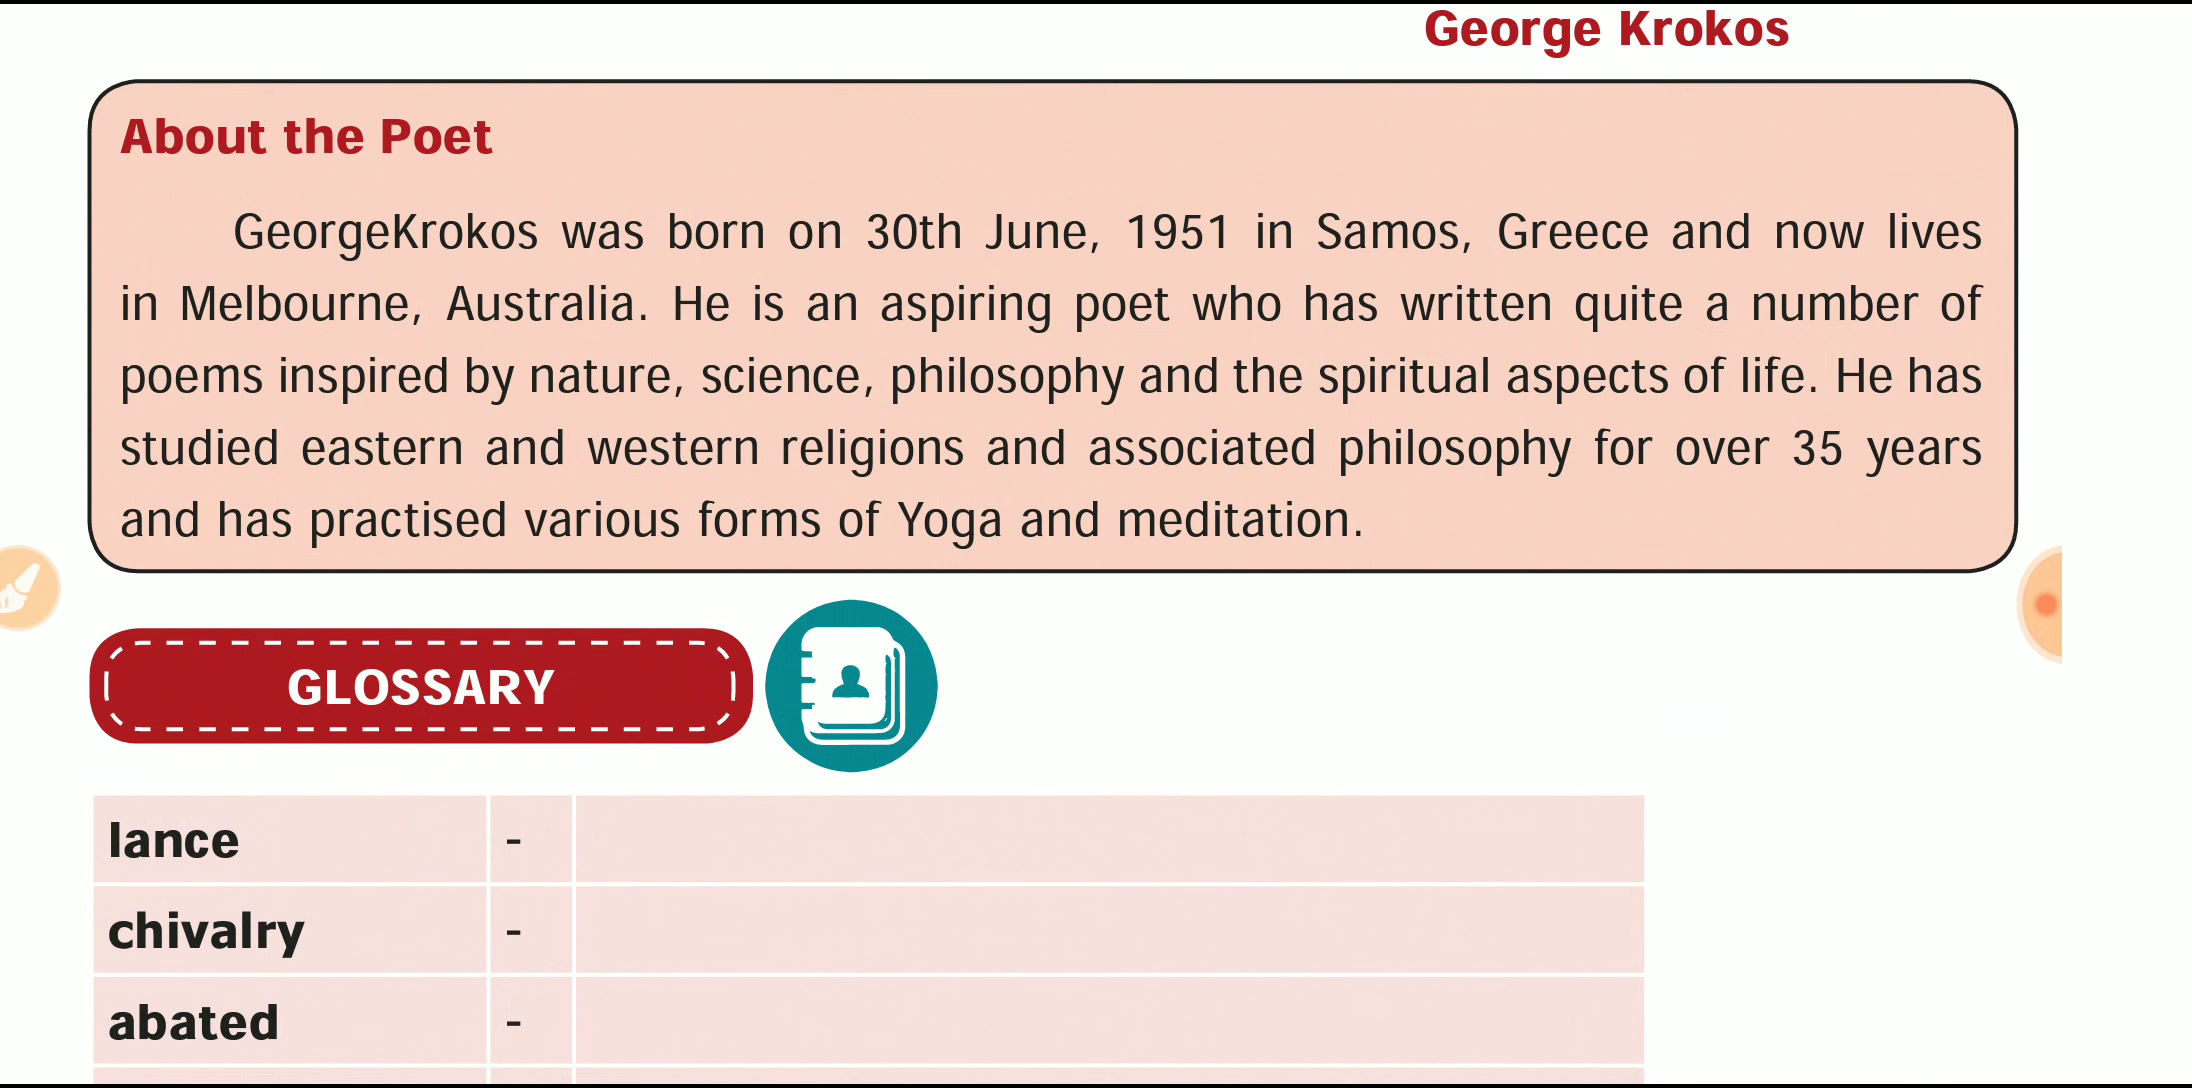 George Krokos
About the Poet
GeorgeKrokos was born on 30th June, 1951 in Samos, Greece and now lives
in Melbourne, Australia. He is an aspiring poet who has written quite a number of
poems inspired by nature, science, philosophy and the spiritual aspects of life. He has
studied eastern and western religions and associated philosophy for over 35 years
and has practised various forms of Yoga and meditation.
GLOSSARY
lance -
chivalry -
abated -